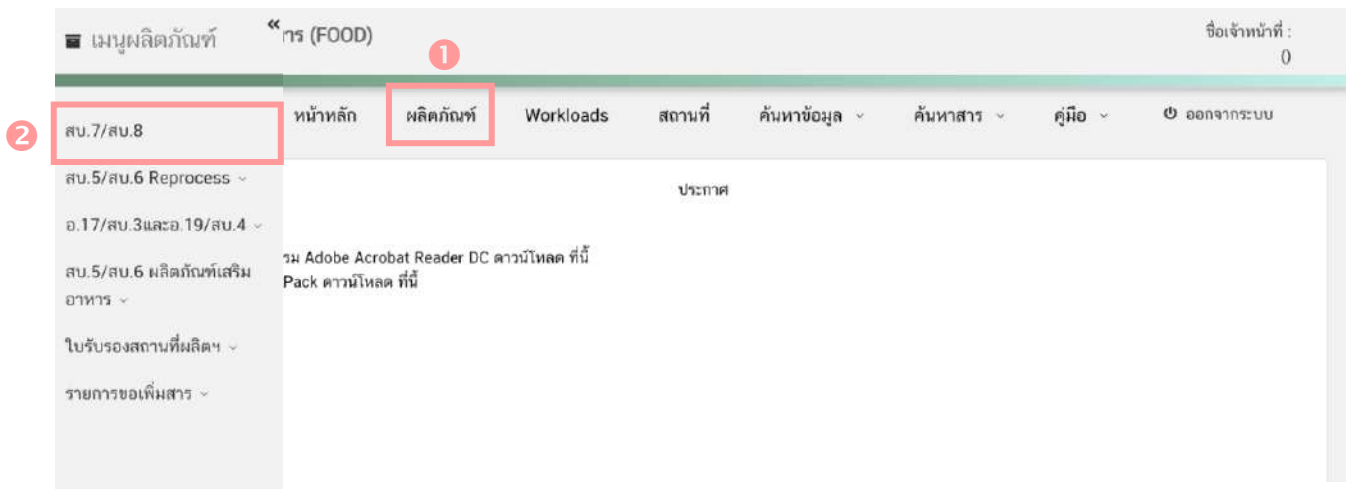 เมนูผลิตภัณฑ์ « าร (FOOD) ชื่อเจ้าหน้าที่ :
()
1
2
หน้าหลัก ผลิตภัณฑ์ Workloads สถานที่ ค้นหาข้อมูล ค้นหาสาร คู่มือ ออกจากระบบ
สบ.7/สบ.8
สบ.5/สบ.6 Reprocess
อ.17/สบ.3และอ.19/สบ.4
สบ.5/สบ.6 ผลิตภัณฑ์เสริม
อาหาร
ใบรับรองสถานที่ผลิตฯ
รายการขอเพิ่มสาร
ประกาศ
รม Adobe Acrobat Reader DC ดาวน์โหลด ที่นี้
Pack ดาวน์โหลด ที่นี้